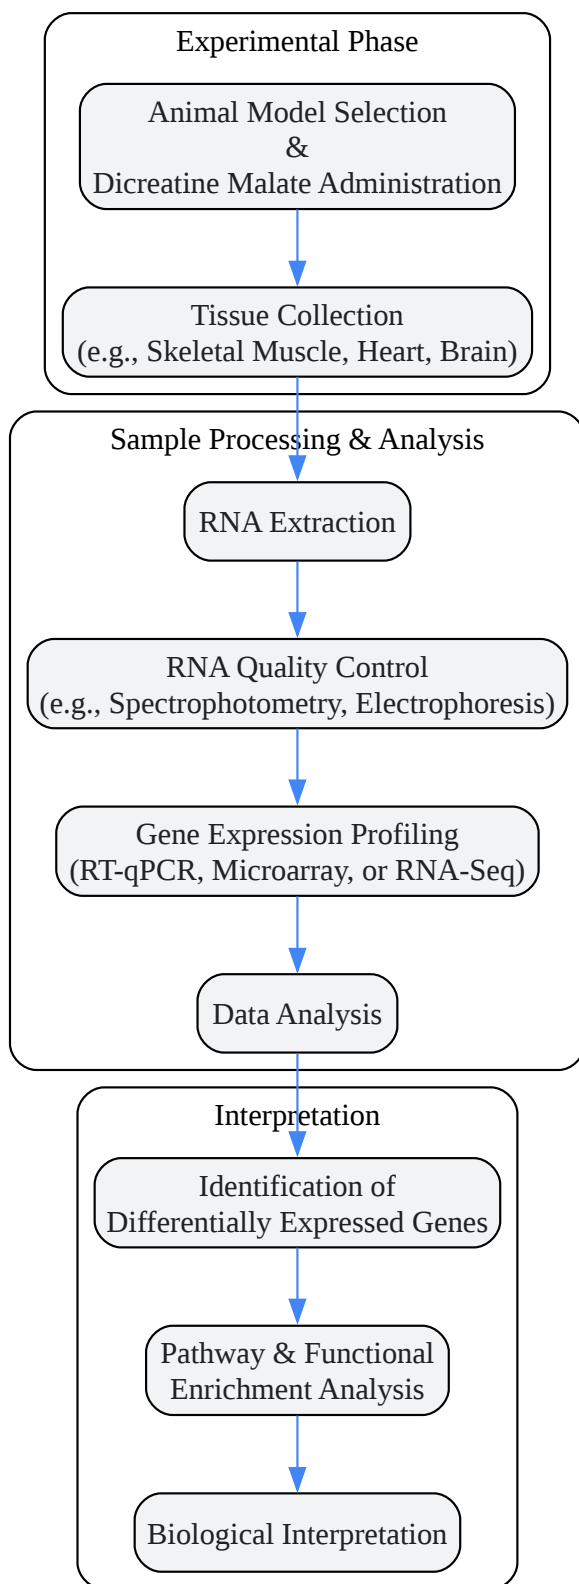 Experimental Phase
Animal Model Selection
&
Dicreatine Malate Administration
Tissue Collection
(e.g., Skeletal Muscle, Heart, Brain)
Sample Processing & Analysis
RNA Extraction
RNA Quality Control
(e.g., Spectrophotometry, Electrophoresis)
Gene Expression Profiling
(RT-qPCR, Microarray, or RNA-Seq)
Data Analysis
Interpretation
Identification of
Differentially Expressed Genes
Pathway & Functional
Enrichment Analysis
Biological Interpretation